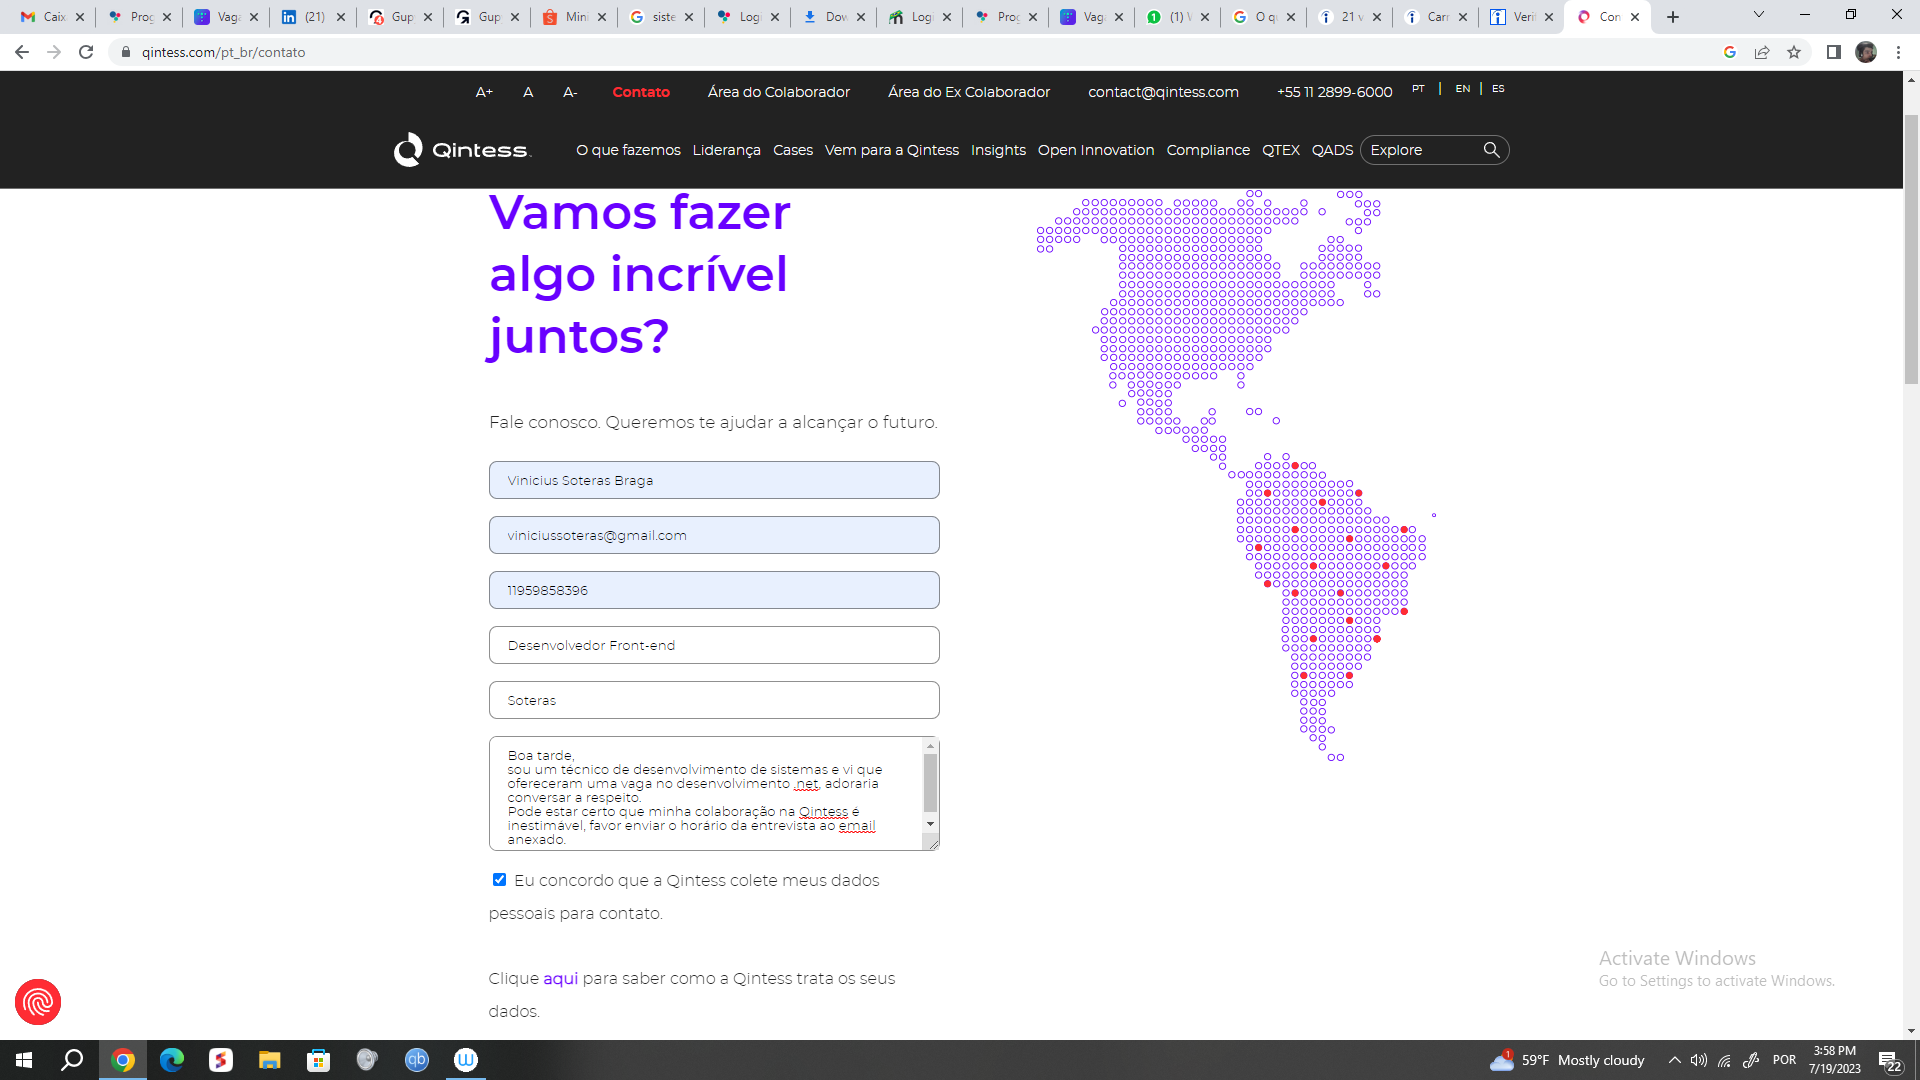 Caix
Prog
Vaga
(21)
Gup
Gup
Mini
siste
Logi
Dow
Logi
Prog
Vag
(1) W
O qu
21 v
Carr
Veri
Con
qintess.com/pt_br/contato
A+ A A- Contato Área do Colaborador Área do Ex Colaborador contact@qintess.com +55 11 2899-6000 PT | EN | ES
Qintess O que fazemos Liderança Cases Vem para a Qintess Insights Open Innovation Compliance QTEX QADS Explore
Vamos fazer
algo incrível
juntos?
Fale conosco. Queremos te ajudar a alcançar o futuro.
Vinicius Soteras Braga
viniciussoteras@gmail.com
11959858396
Desenvolvedor Front-end
Soteras
Boa tarde,
sou um técnico de desenvolvimento de sistemas e vi que
ofereceram uma vaga no desenvolvimento .net, adoraria
conversar a respeito.
Pode estar certo que minha colaboração na Qintess é
inestimável, favor enviar o horário da entrevista ao email
anexado.
Eu concordo que a Qintess colete meus dados
pessoais para contato.
Clique aqui para saber como a Qintess trata os seus
dados.
Activate Windows
Go to Settings to activate Windows.
59°F Mostly cloudy
POR
3:58 PM
7/19/2023
22